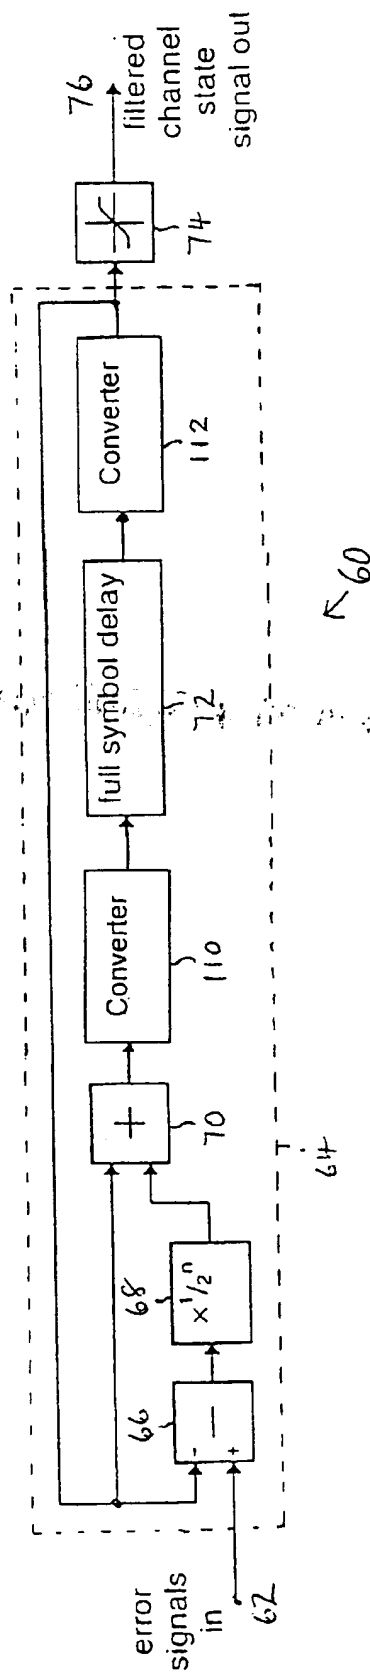 error
signals
in
62
66
-
+
—
68
x 1/2ⁿ
+
70
64
Converter
110
full symbol delay
72
Converter
112
74
76
filtered
channel
state
signal out
60